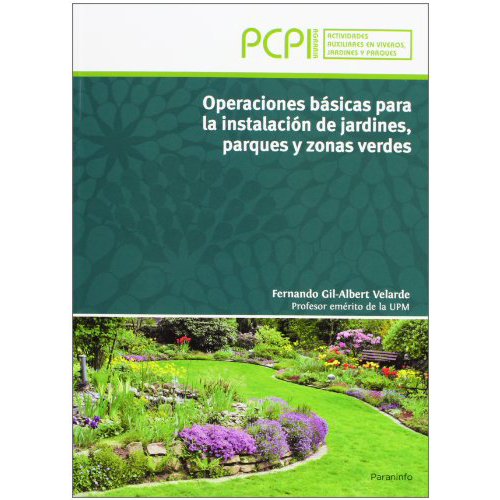 PCPI
AGRARIA
ACTIVIDADES
AUXILIARES EN VIVEROS,
JARDINES Y PARQUES
Operaciones básicas para
la instalación de jardines,
parques y zonas verdes
Fernando Gil-Albert Velarde
Profesor emérito de la UPM
Paraninfo